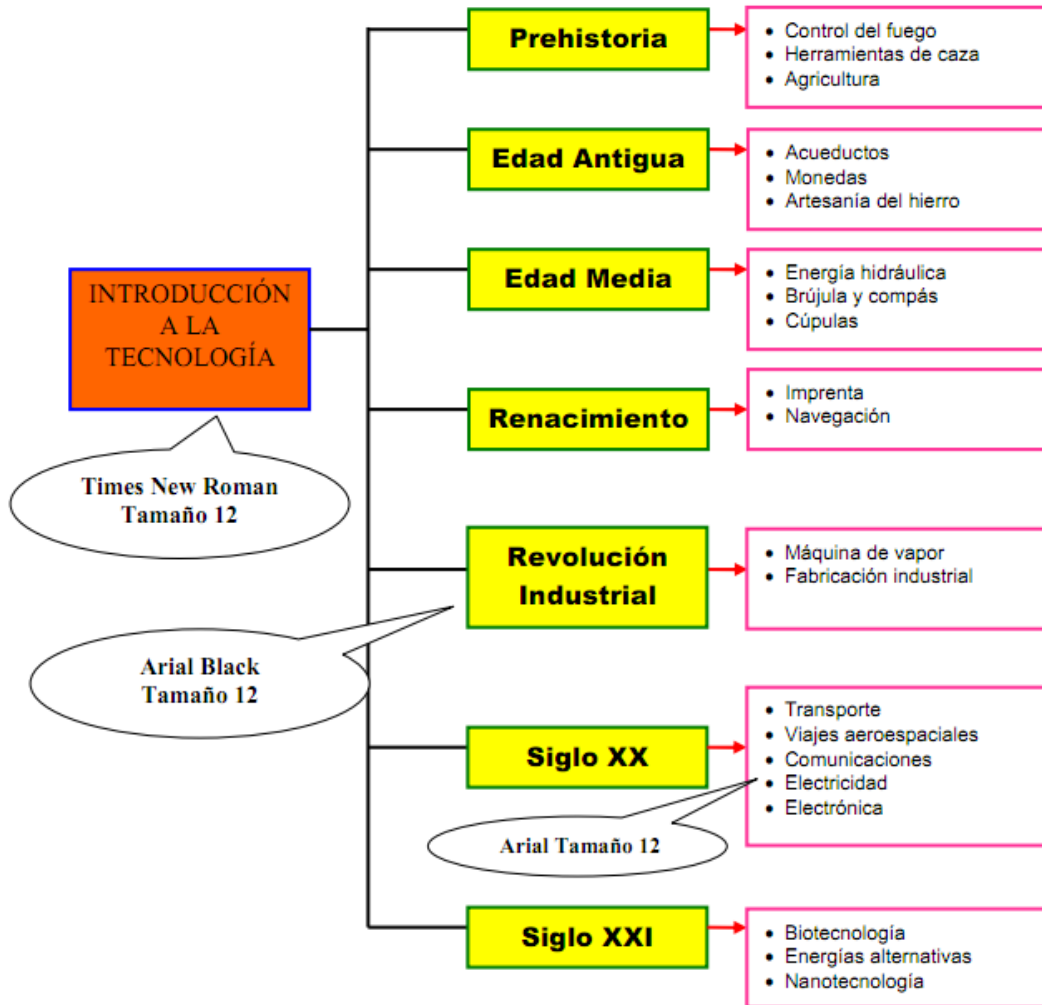 Prehistoria
• Control del fuego
• Herramientas de caza
• Agricultura
Edad Antigua
• Acueductos
• Monedas
• Artesanía del hierro
Edad Media
• Energía hidráulica
• Brújula y compás
• Cúpulas
INTRODUCCIÓN
A LA
TECNOLOGÍA
Renacimiento
• Imprenta
• Navegación
Times New Roman
Tamaño 12
Revolución
Industrial
• Máquina de vapor
• Fabricación industrial
Arial Black
Tamaño 12
Siglo XX
• Transporte
• Viajes aeroespaciales
• Comunicaciones
• Electricidad
• Electrónica
Arial Tamaño 12
Siglo XXI
• Biotecnología
• Energías alternativas
• Nanotecnología